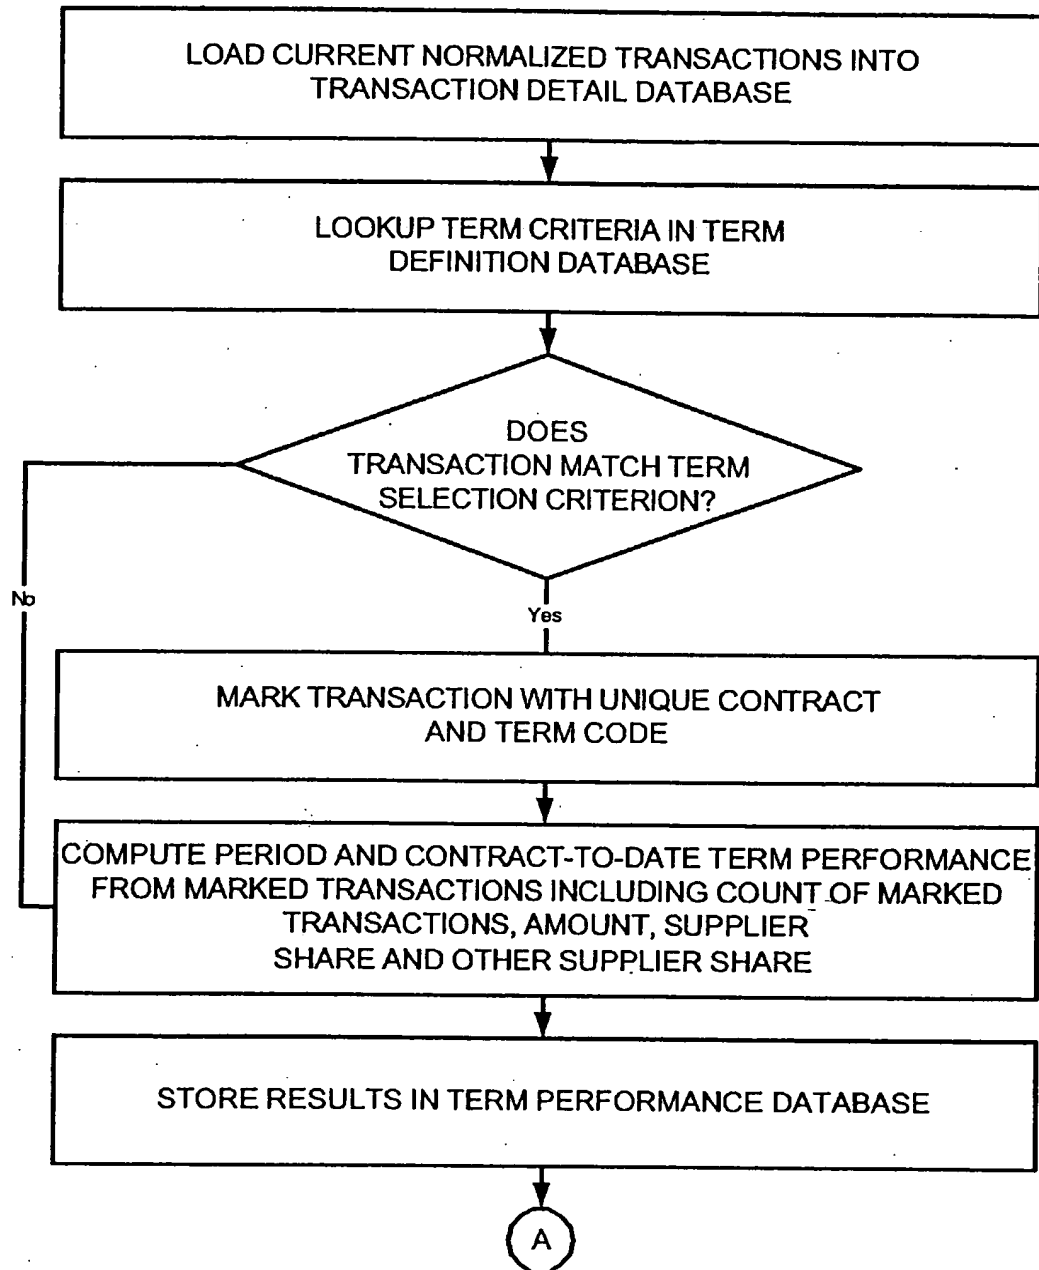 LOAD CURRENT NORMALIZED TRANSACTIONS INTO
TRANSACTION DETAIL DATABASE
LOOKUP TERM CRITERIA IN TERM
DEFINITION DATABASE
DOES
TRANSACTION MATCH TERM
SELECTION CRITERION?
No
Yes
MARK TRANSACTION WITH UNIQUE CONTRACT
AND TERM CODE
COMPUTE PERIOD AND CONTRACT-TO-DATE TERM PERFORMANCE
FROM MARKED TRANSACTIONS INCLUDING COUNT OF MARKED
TRANSACTIONS, AMOUNT, SUPPLIER
SHARE AND OTHER SUPPLIER SHARE
STORE RESULTS IN TERM PERFORMANCE DATABASE
A